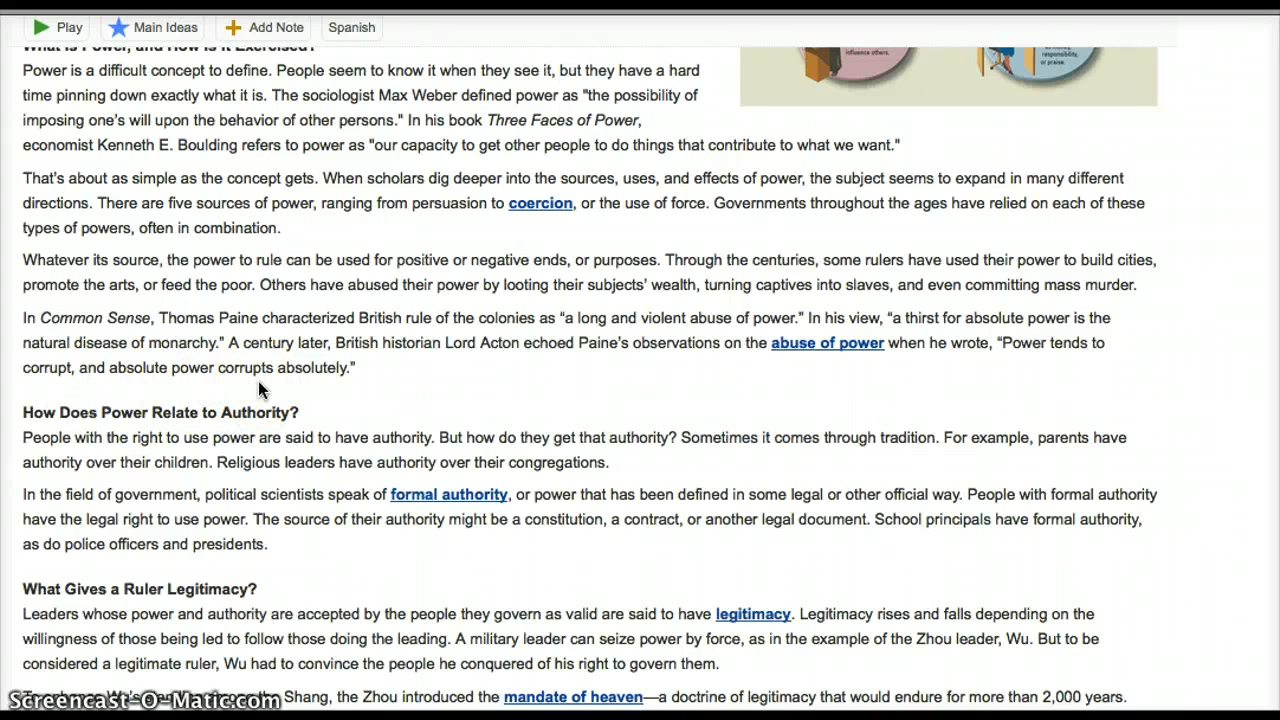 Play Main Ideas Add Note Spanish
What Is Power, and How Is It Exercised?
influence others.
responsibility,
or praise.
Power is a difficult concept to define. People seem to know it when they see it, but they have a hard
time pinning down exactly what it is. The sociologist Max Weber defined power as "the possibility of
imposing one’s will upon the behavior of other persons." In his book Three Faces of Power,
economist Kenneth E. Boulding refers to power as "our capacity to get other people to do things that contribute to what we want."
That’s about as simple as the concept gets. When scholars dig deeper into the sources, uses, and effects of power, the subject seems to expand in many different
directions. There are five sources of power, ranging from persuasion to coercion, or the use of force. Governments throughout the ages have relied on each of these
types of powers, often in combination.
Whatever its source, the power to rule can be used for positive or negative ends, or purposes. Through the centuries, some rulers have used their power to build cities,
promote the arts, or feed the poor. Others have abused their power by looting their subjects’ wealth, turning captives into slaves, and even committing mass murder.
In Common Sense, Thomas Paine characterized British rule of the colonies as “a long and violent abuse of power.” In his view, “a thirst for absolute power is the
natural disease of monarchy.” A century later, British historian Lord Acton echoed Paine’s observations on the abuse of power when he wrote, “Power tends to
corrupt, and absolute power corrupts absolutely.”
How Does Power Relate to Authority?
People with the right to use power are said to have authority. But how do they get that authority? Sometimes it comes through tradition. For example, parents have
authority over their children. Religious leaders have authority over their congregations.
In the field of government, political scientists speak of formal authority, or power that has been defined in some legal or other official way. People with formal authority
have the legal right to use power. The source of their authority might be a constitution, a contract, or another legal document. School principals have formal authority,
as do police officers and presidents.
What Gives a Ruler Legitimacy?
Leaders whose power and authority are accepted by the people they govern as valid are said to have legitimacy. Legitimacy rises and falls depending on the
willingness of those being led to follow those doing the leading. A military leader can seize power by force, as in the example of the Zhou leader, Wu. But to be
considered a legitimate ruler, Wu had to convince the people he conquered of his right to govern them.
Shang, the Zhou introduced the mandate of heaven—a doctrine of legitimacy that would endure for more than 2,000 years.
Screencast-O-Matic.com